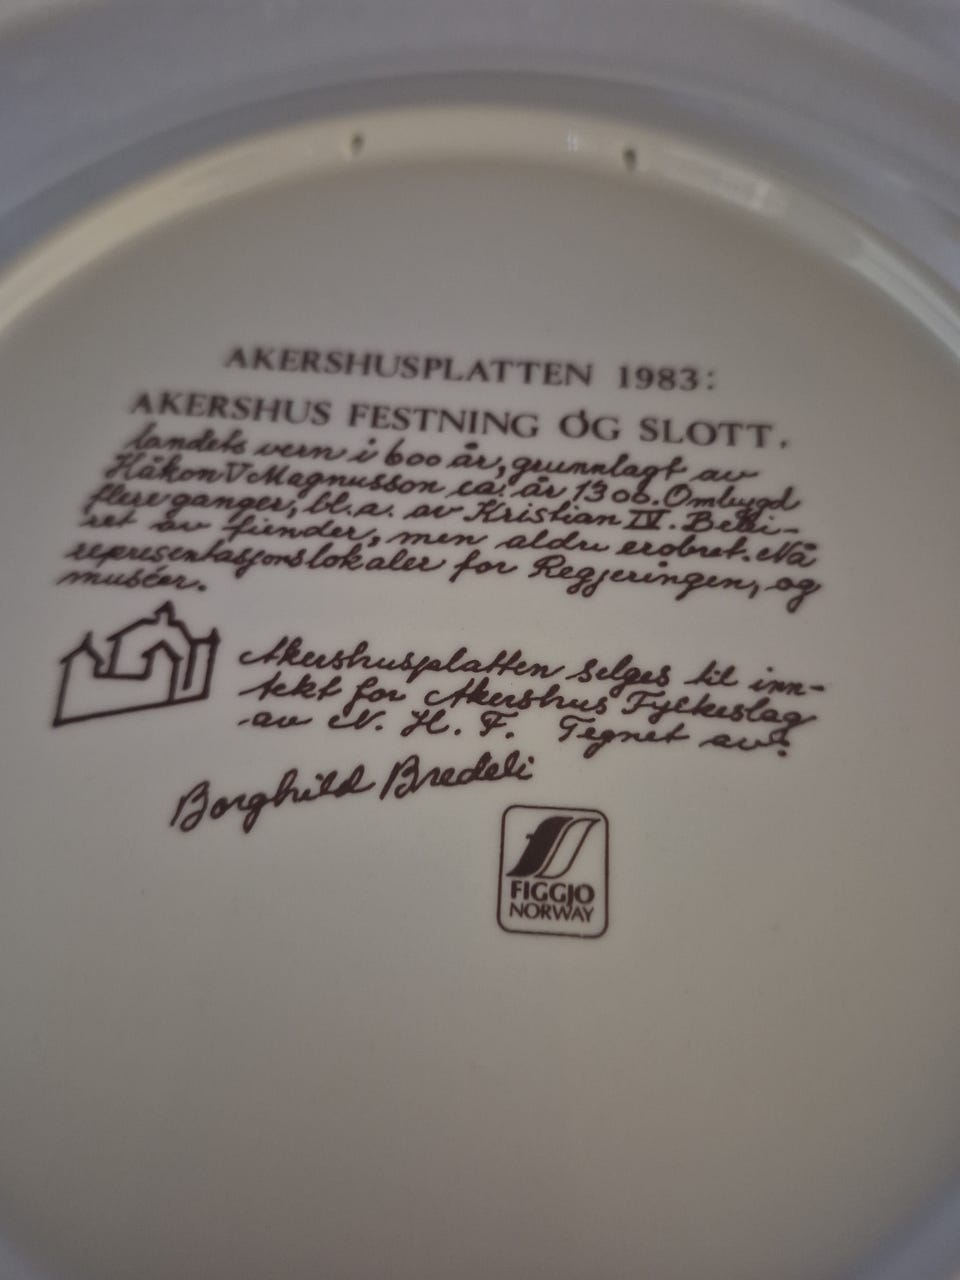 AKERSHUSPLATTEN 1983:
AKERSHUS FESTNING OG SLOTT.
landets vern i 600 år, grunnlagt av
Håkon V Magnusson ca. år 1300. Ombygd
flere ganger, bl.a. av Kristian IV. Belei-
ret av fiender, men aldri erobret. Nå
representasjonslokaler for Regjeringen, og
muséer.
Akershusplatten selges til inn-
tekt for Akershus Fylkeslag
av N. H. F. Tegnet av:
Borghild Bredeli
FIGGJO
NORWAY